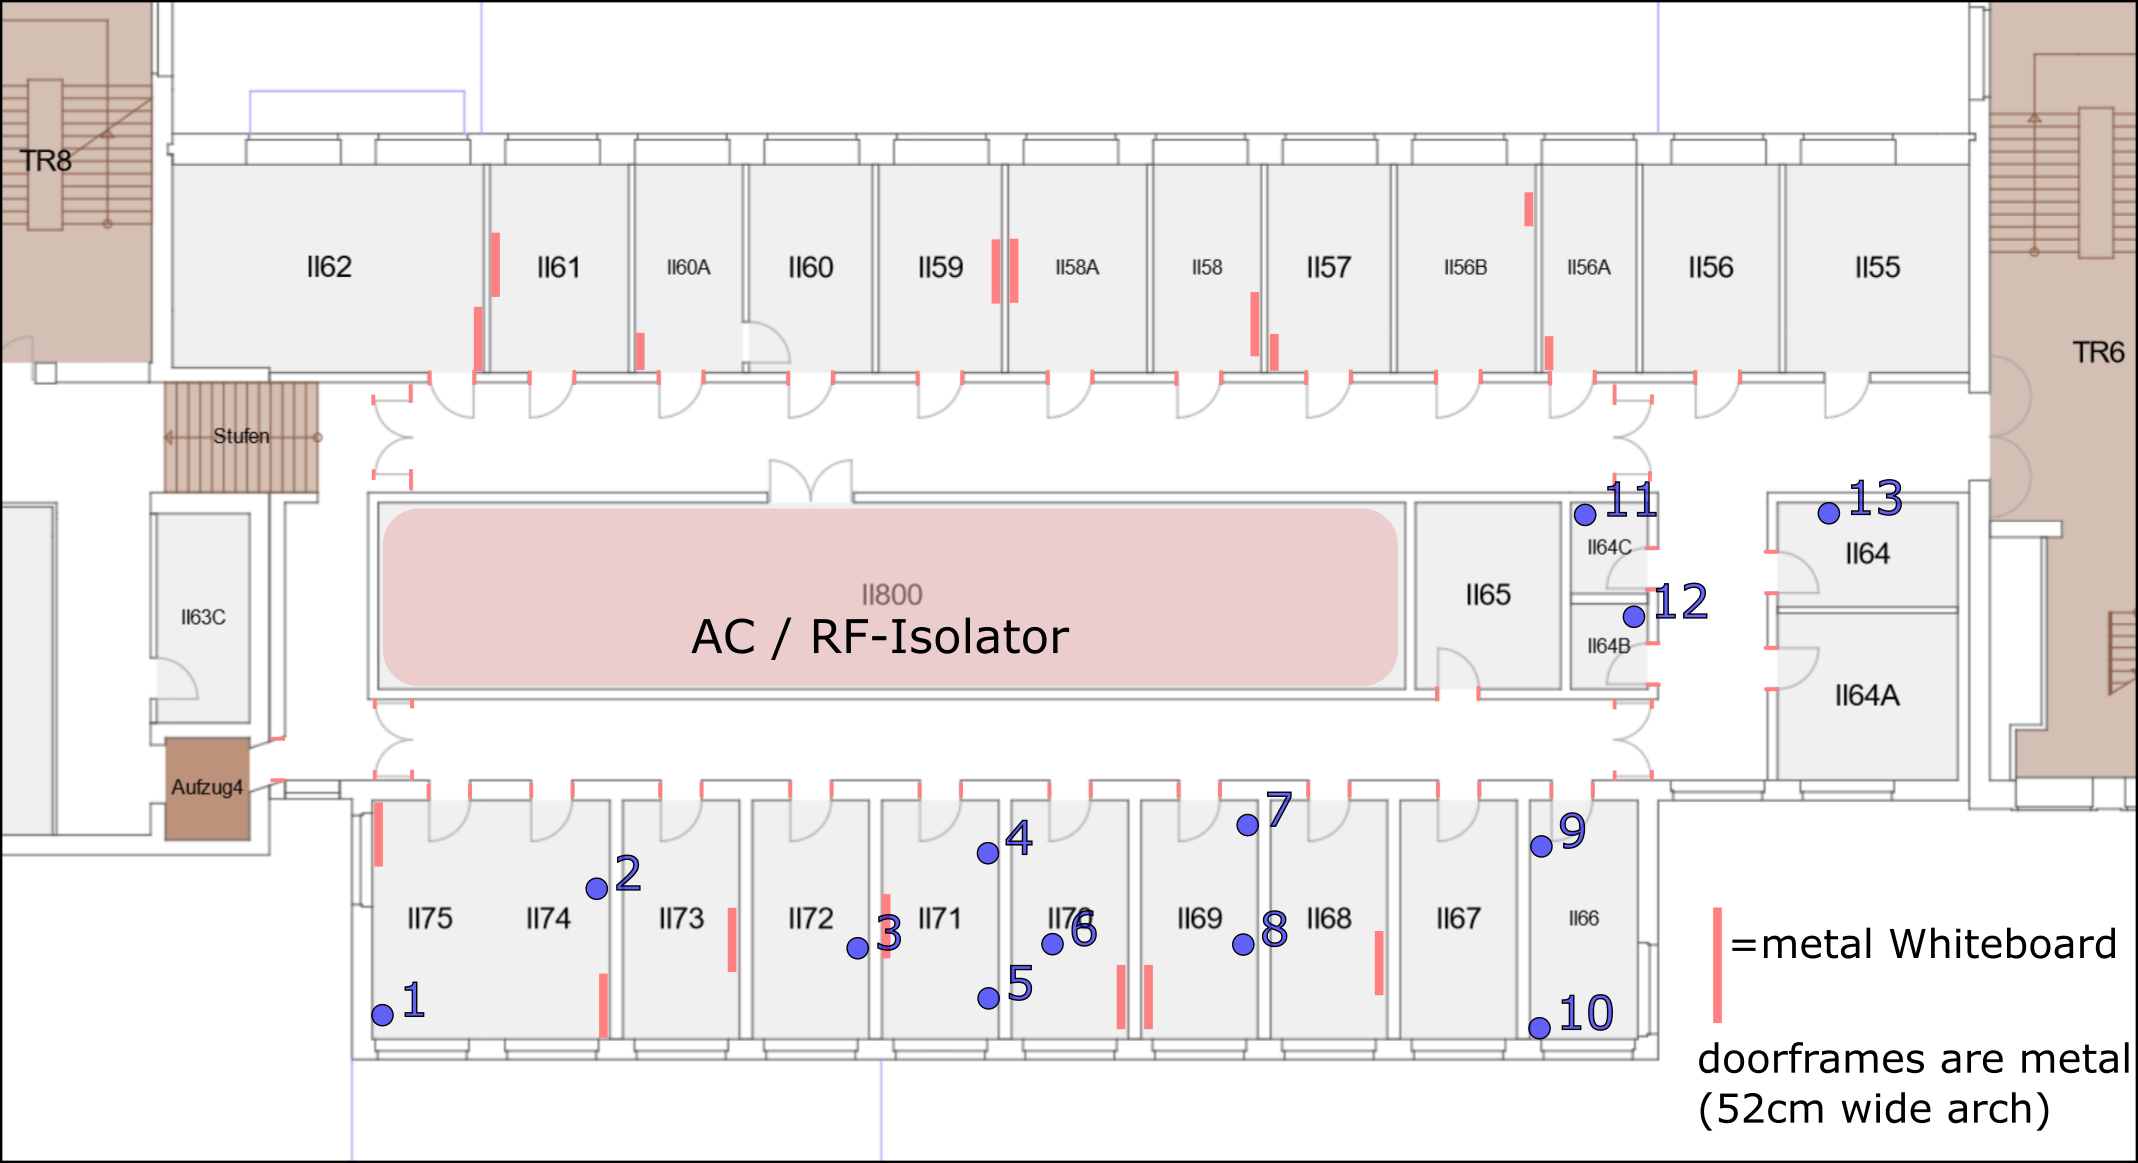 TR8
II62
II61
II60A
II60
II59
II58A
II58
II57
II56B
II56A
II56
II55
TR6
Stufen
11
13
II64C
II64
II63C
II800
AC / RF-Isolator
II65
12
II64B
II64A
Aufzug4
7
4
9
2
II75
II74
II73
II72
3
II71
II70
6
II69
8
II68
II67
II66
5
1
10
=metal Whiteboard
doorframes are metal
(52cm wide arch)